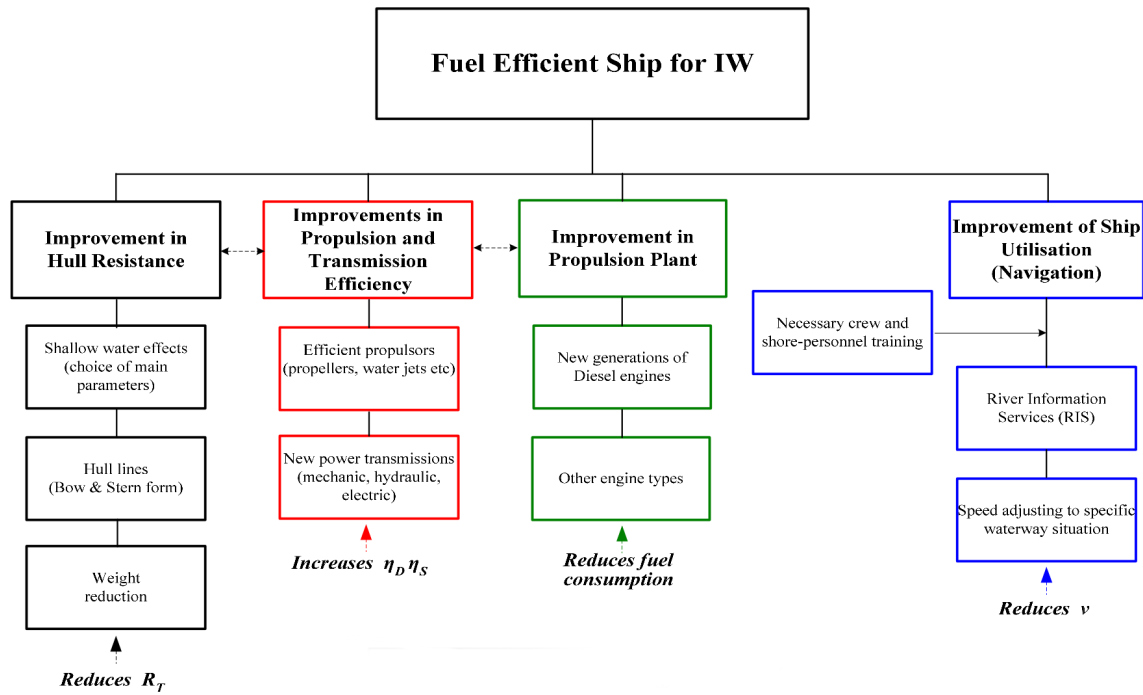 Fuel Efficient Ship for IW
Improvement in
Hull Resistance
Improvements in
Propulsion and
Transmission
Efficiency
Improvement in
Propulsion Plant
Improvement of Ship
Utilisation
(Navigation)
Shallow water effects
(choice of main
parameters)
Efficient propulsors
(propellers, water jets etc)
New generations of
Diesel engines
Necessary crew and
shore-personnel training
River Information
Services (RIS)
Hull lines
(Bow & Stern form)
New power transmissions
(mechanic, hydraulic,
electric)
Other engine types
Speed adjusting to specific
waterway situation
Weight
reduction
Increases η_D η_S
Reduces fuel
consumption
Reduces v
Reduces R_T